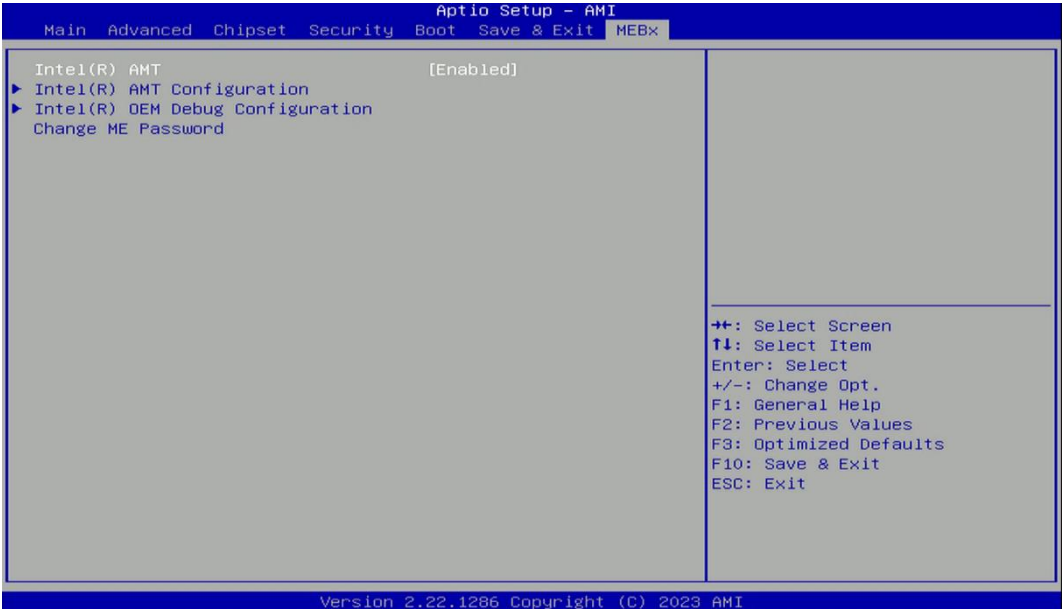 Aptio Setup – AMI
Main Advanced Chipset Security Boot Save & Exit MEBx
Intel(R) AMT [Enabled]
▶ Intel(R) AMT Configuration
▶ Intel(R) OEM Debug Configuration
Change ME Password
→←: Select Screen
↑↓: Select Item
Enter: Select
+/-: Change Opt.
F1: General Help
F2: Previous Values
F3: Optimized Defaults
F10: Save & Exit
ESC: Exit
Version 2.22.1286 Copyright (C) 2023 AMI